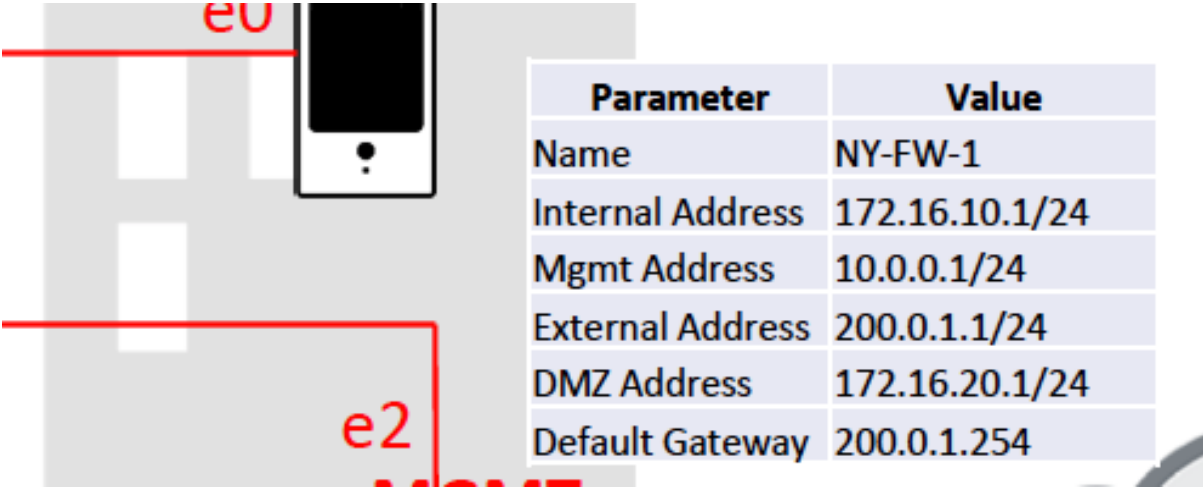 e0
Parameter Value
Name NY-FW-1
Internal Address 172.16.10.1/24
Mgmt Address 10.0.0.1/24
External Address 200.0.1.1/24
DMZ Address 172.16.20.1/24
e2
Default Gateway 200.0.1.254